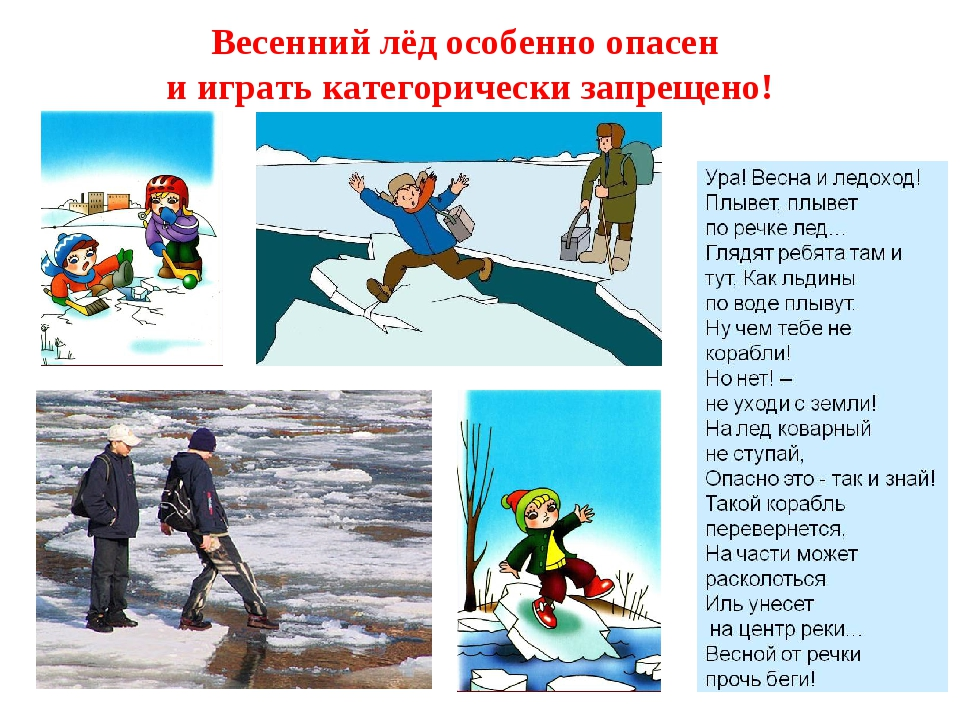 Весенний лёд особенно опасен
и играть категорически запрещено!
Ура! Весна и ледоход!
Плывет, плывет
по речке лед...
Глядят ребята там и
тут, Как льдины
по воде плывут.
Ну чем тебе не
корабли!
Но нет! –
не уходи с земли!
На лед коварный
не ступай,
Опасно это - так и знай!
Такой корабль
перевернется,
На части может
расколоться
Иль унесет
на центр реки...
Весной от речки
прочь беги!